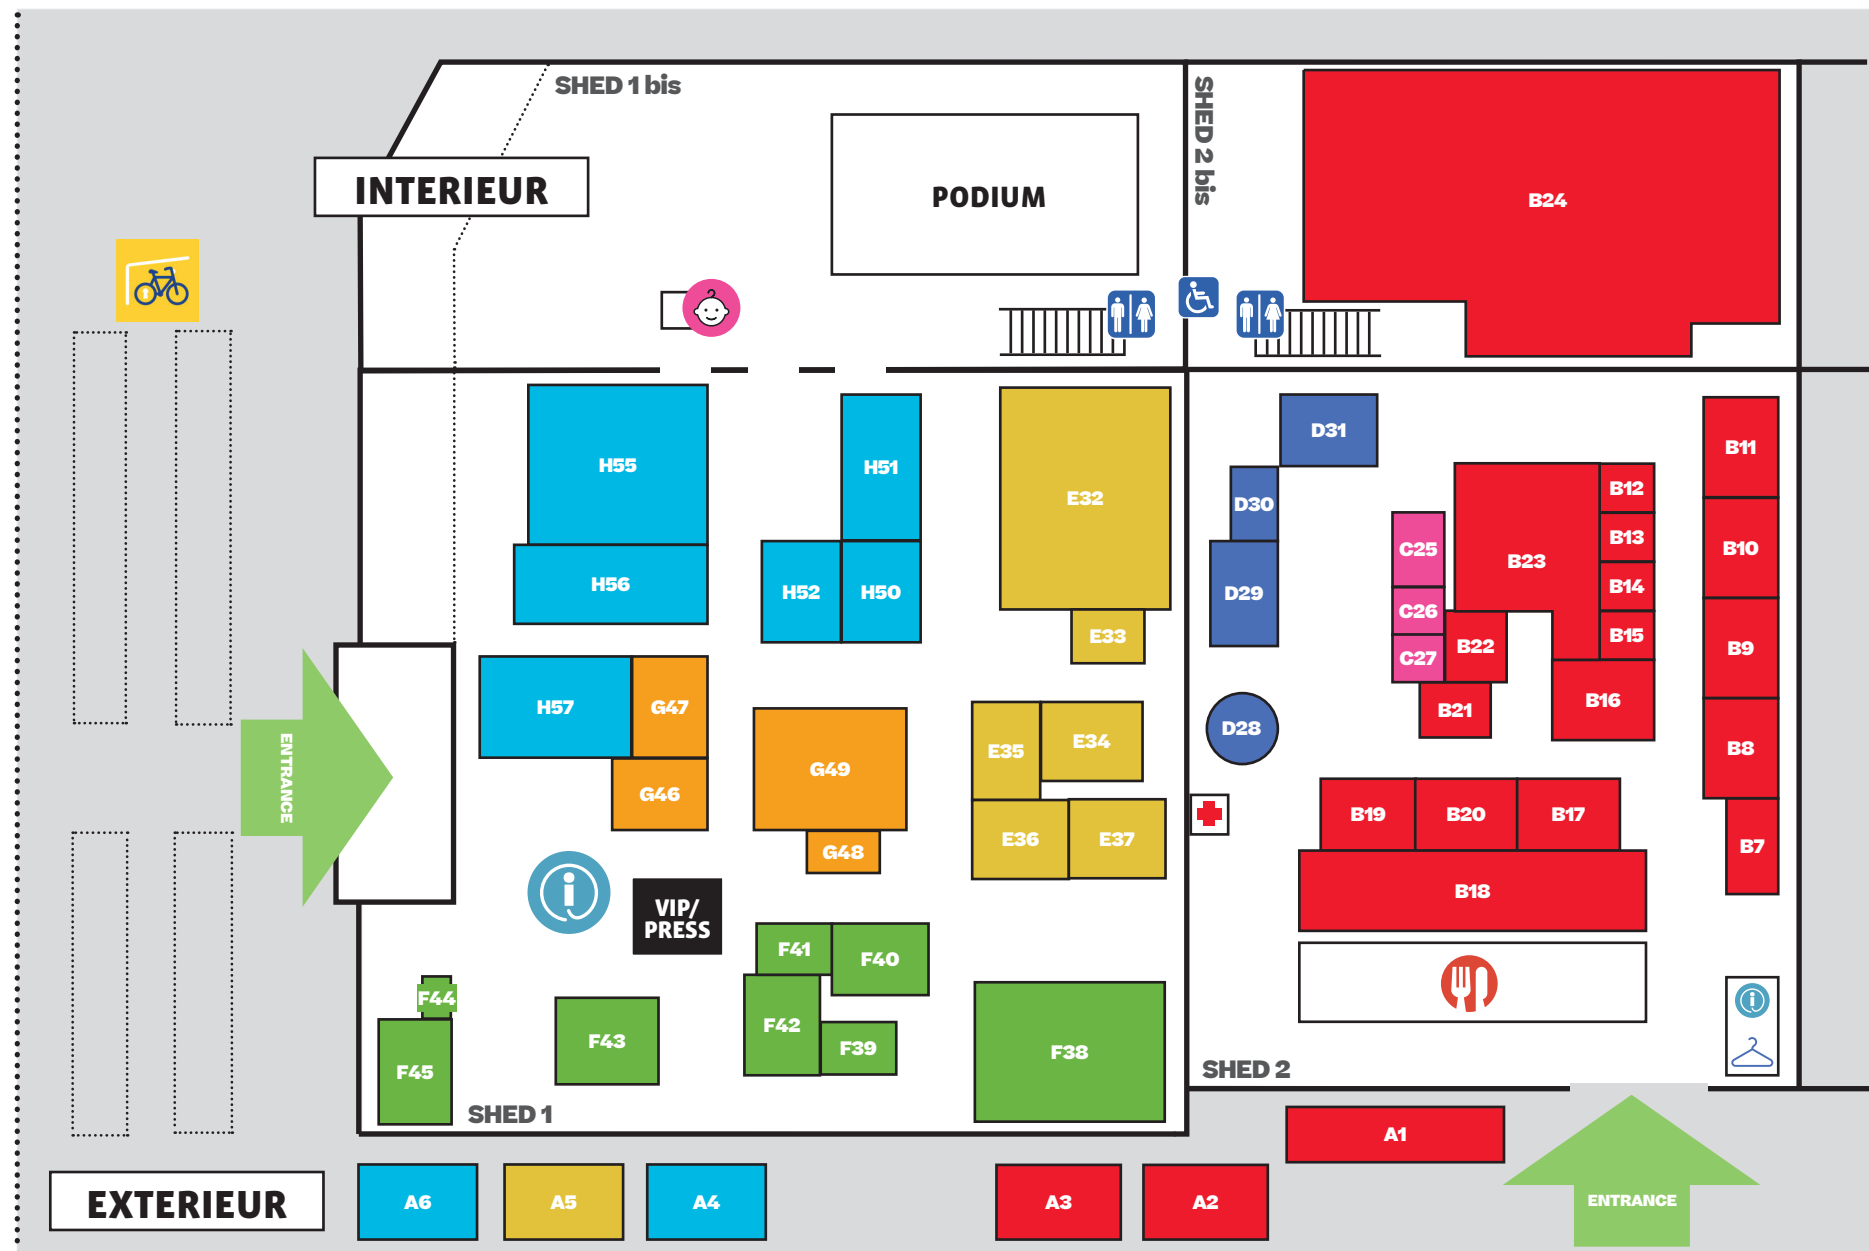 SHED 1 bis
SHED 2 bis
INTERIEUR
PODIUM
B24
H55
H51
E32
D31
B11
D30
B12
B13
C25
B23
B10
H56
H52
H50
D29
B14
C26
B15
E33
B22
C27
B9
H57
G47
B21
B16
E35
E34
D28
B8
ENTRANCE
G49
G46
E36
E37
B19
B20
B17
G48
B7
B18
VIP/
PRESS
F41
F40
F44
F42
F43
F39
F38
F45
SHED 1
SHED 2
A1
EXTERIEUR
A6
A5
A4
A3
A2
ENTRANCE